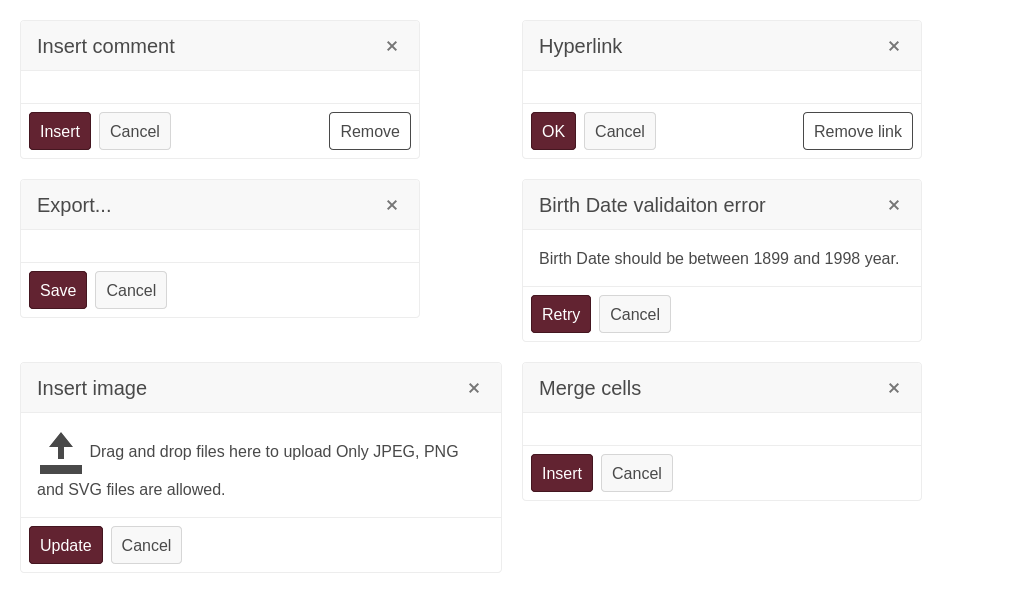 Insert comment
Insert Cancel Remove
Hyperlink
OK Cancel Remove link
Export...
Save Cancel
Birth Date validaiton error
Birth Date should be between 1899 and 1998 year.
Retry Cancel
Insert image
Drag and drop files here to upload Only JPEG, PNG
and SVG files are allowed.
Update Cancel
Merge cells
Insert Cancel